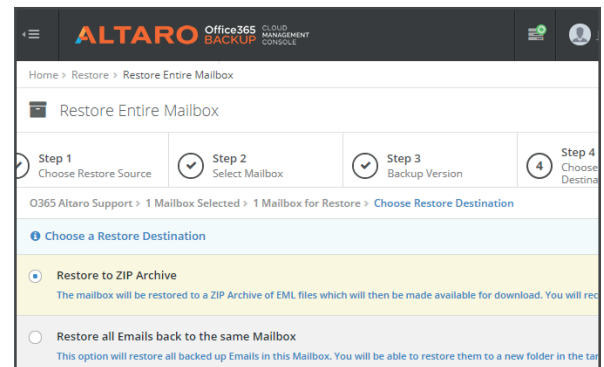 ALTARO Office365 BACKUP CLOUD MANAGEMENT CONSOLE
Home > Restore > Restore Entire Mailbox
Restore Entire Mailbox
Step 1
Choose Restore Source
Step 2
Select Mailbox
Step 3
Backup Version
4
Step 4
Choose
Destina
O365 Altaro Support > 1 Mailbox Selected > 1 Mailbox for Restore > Choose Restore Destination
Choose a Restore Destination
Restore to ZIP Archive
The mailbox will be restored to a ZIP Archive of EML files which will then be made available for download. You will rec
Restore all Emails back to the same Mailbox
This option will restore all backed up Emails in this Mailbox. You will be able to restore them to a new folder in the tar